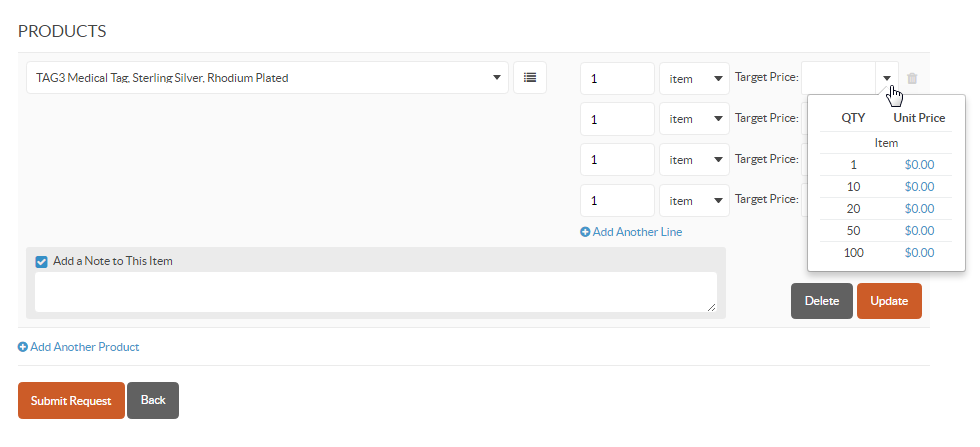 PRODUCTS
TAG3 Medical Tag, Sterling Silver, Rhodium Plated
1 item Target Price:
1 item Target Price:
1 item Target Price:
1 item Target Price:
Add Another Line
QTY Unit Price
Item
1 $0.00
10 $0.00
20 $0.00
50 $0.00
100 $0.00
Add a Note to This Item
Delete Update
Add Another Product
Submit Request Back